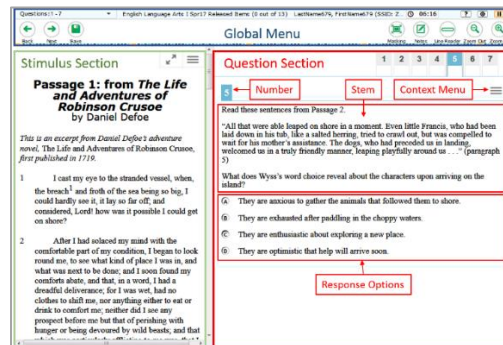 Questions: 1 - 7
English Language Arts I Spr17 Released Items (0 out of 13)
LastName679, FirstName679 (SSID: Z...
06:16
Back
Next
Save
Global Menu
Masking
Notes
Line Reader
Zoom Out
Stimulus Section
Passage 1: from The Life
and Adventures of
Robinson Crusoe
by Daniel Defoe
This is an excerpt from Daniel Defoe's adventure
novel, The Life and Adventures of Robinson Crusoe,
first published in 1719.
1 I cast my eye to the stranded vessel, when,
the breach1 and froth of the sea being so big, I
could hardly see it, it lay so far off; and
considered, Lord! how was it possible I could get
on shore?
2 After I had solaced my mind with the
comfortable part of my condition, I began to look
round me, to see what kind of place I was in, and
what was next to be done; and I soon found my
comforts abate, and that, in a word, I had a
dreadful deliverance; for I was wet, had no
clothes to shift me, nor anything either to eat or
drink to comfort me; neither did I see any
prospect before me but that of perishing with
hunger or being devoured by wild beasts; and that
Question Section
1 2 3 4 5 6 7
5
Number
Stem
Context Menu
Read these sentences from Passage 2.
"All that were able leaped on shore in a moment. Even little Francis, who had been
laid down in his tub, like a salted herring, tried to crawl out, but was compelled to
wait for his mother's assistance. The dogs, who had preceded us in landing,
welcomed us in a truly friendly manner, leaping playfully around us . . ." (paragraph
5)
What does Wyss's word choice reveal about the characters upon arriving on the
island?
A They are anxious to gather the animals that followed them to shore.
B They are exhausted after paddling in the choppy waters.
C They are enthusiastic about exploring a new place.
D They are optimistic that help will arrive soon.
Response Options